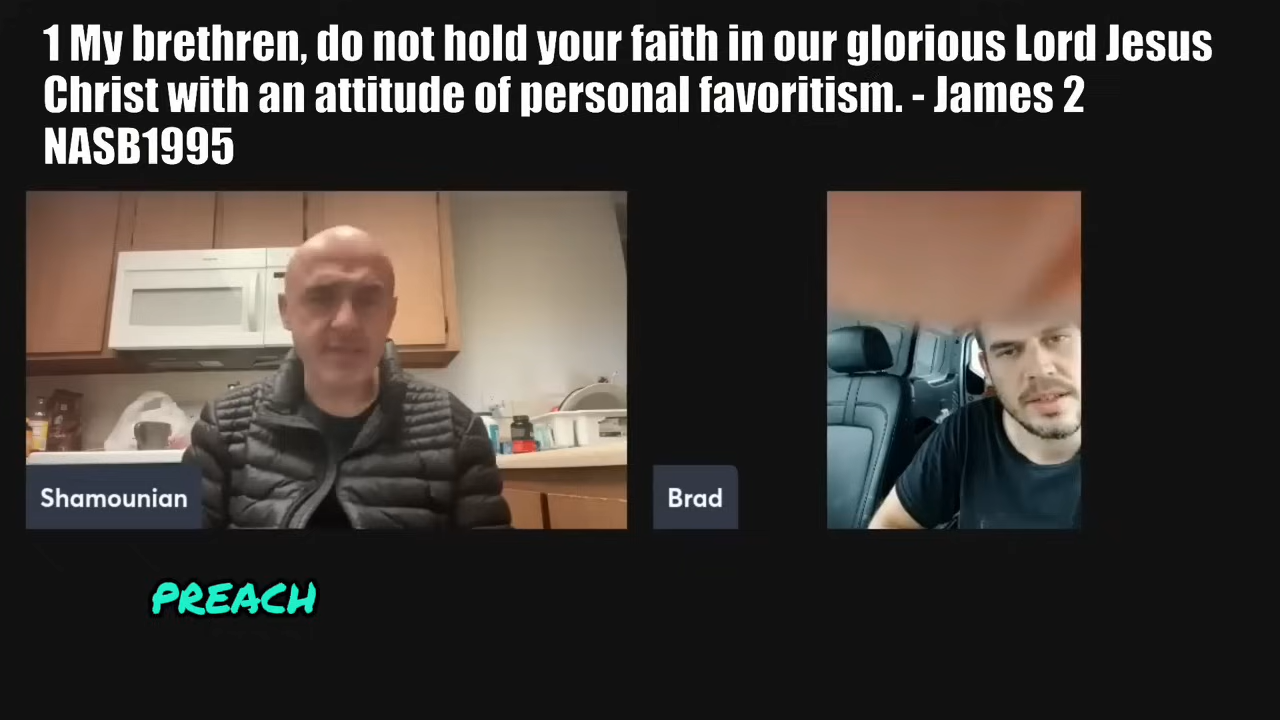 1 My brethren, do not hold your faith in our glorious Lord Jesus
Christ with an attitude of personal favoritism. - James 2
NASB1995
Shamounian
Brad
PREACH